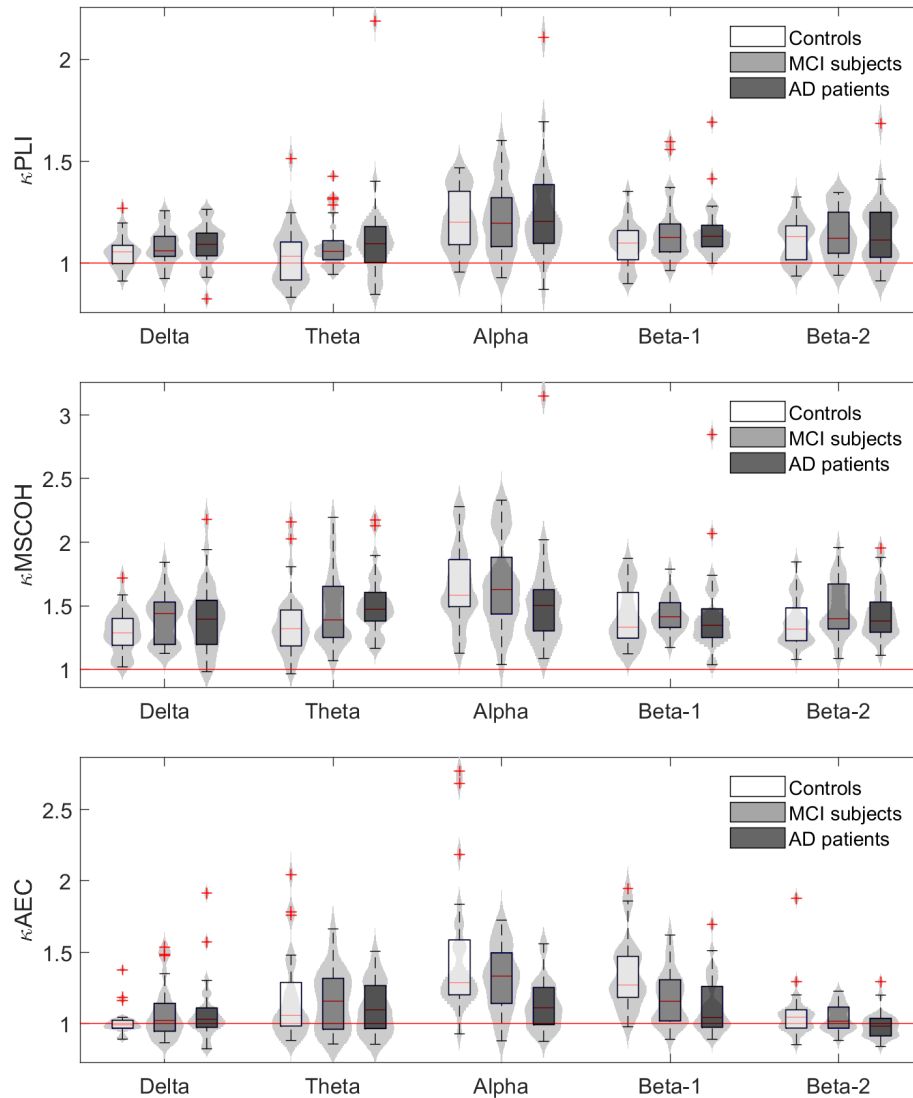 2
1.5
1
κPLI
Controls
MCI subjects
AD patients
Delta Theta Alpha Beta-1 Beta-2
3
2.5
2
1.5
1
κMSCOH
Controls
MCI subjects
AD patients
Delta Theta Alpha Beta-1 Beta-2
2.5
2
1.5
1
κAEC
Controls
MCI subjects
AD patients
Delta Theta Alpha Beta-1 Beta-2